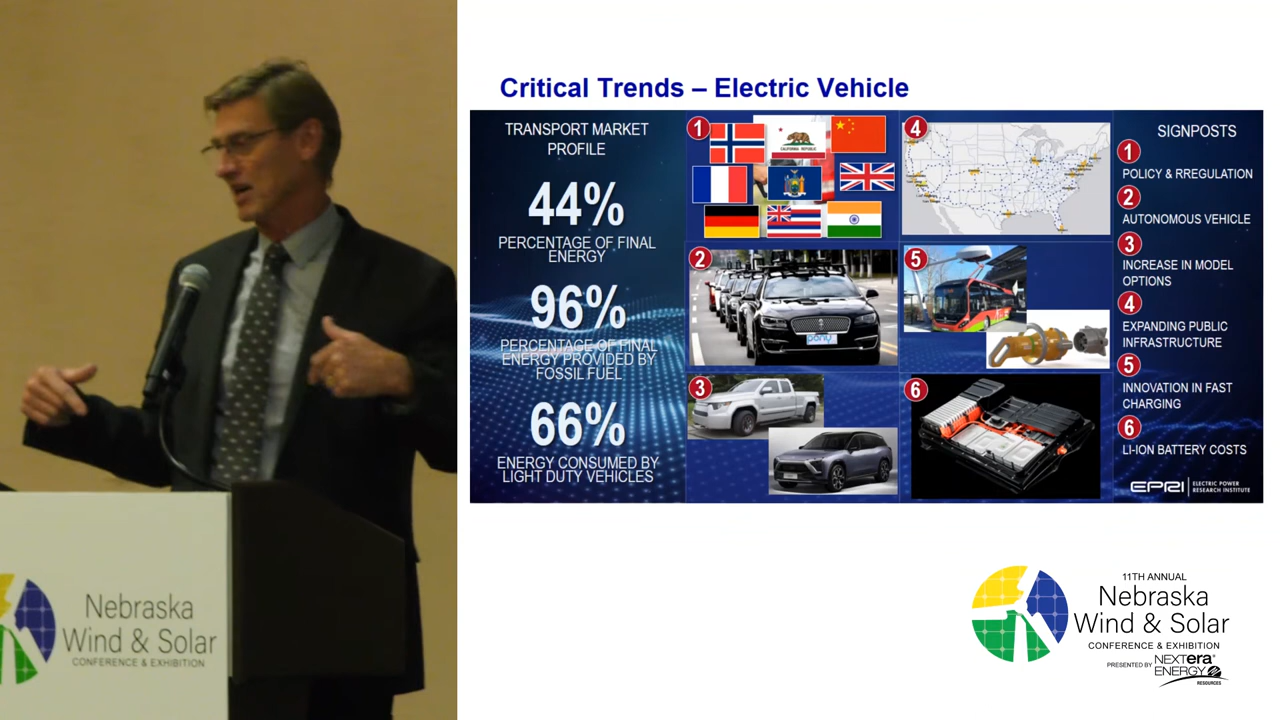 Critical Trends – Electric Vehicle
TRANSPORT MARKET
PROFILE
44%
PERCENTAGE OF FINAL
ENERGY
96%
PERCENTAGE OF FINAL
ENERGY PROVIDED BY
FOSSIL FUEL
66%
ENERGY CONSUMED BY
LIGHT DUTY VEHICLES
1
CALIFORNIA REPUBLIC
2
pony
3
4
5
6
SIGNPOSTS
1
POLICY & RREGULATION
2
AUTONOMOUS VEHICLE
3
INCREASE IN MODEL
OPTIONS
4
EXPANDING PUBLIC
INFRASTRUCTURE
5
INNOVATION IN FAST
CHARGING
6
LI-ION BATTERY COSTS
EPRI | ELECTRIC POWER
RESEARCH INSTITUTE
Nebraska
Wind & Solar
CONFERENCE & EXHIBITION
11TH ANNUAL
Nebraska
Wind & Solar
CONFERENCE & EXHIBITION
PRESENTED BY NEXTera
ENERGY
RESOURCES